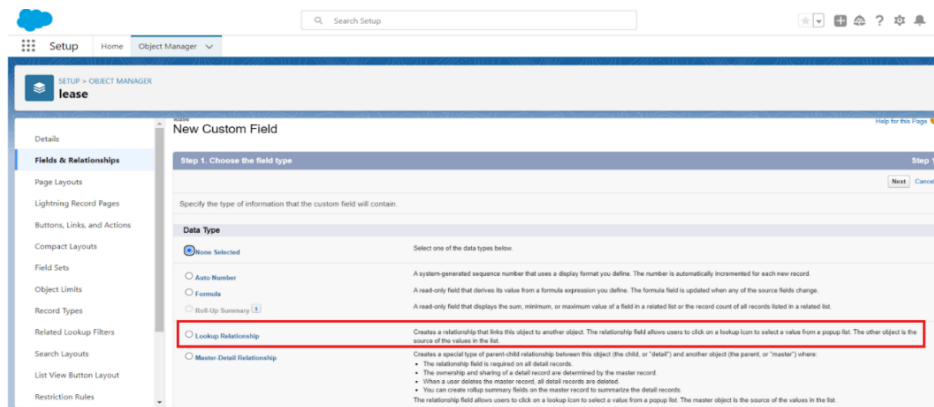 Search Setup
Setup
Home
Object Manager
SETUP > OBJECT MANAGER
lease
Details
Fields & Relationships
Page Layouts
Lightning Record Pages
Buttons, Links, and Actions
Compact Layouts
Field Sets
Object Limits
Record Types
Related Lookup Filters
Search Layouts
List View Button Layout
Restriction Rules
New Custom Field
Help for this Page
Step 1. Choose the field type
Step 1
Next Cancel
Specify the type of information that the custom field will contain.
Data Type
None Selected
Select one of the data types below.
Auto Number
A system-generated sequence number that uses a display format you define. The number is automatically incremented for each new record.
Formula
A read-only field that derives its value from a formula expression you define. The formula field is updated when any of the source fields change.
Roll-Up Summary
A read-only field that displays the sum, minimum, or maximum value of a field in a related list or the record count of all records listed in a related list.
Lookup Relationship
Creates a relationship that links this object to another object. The relationship field allows users to click on a lookup icon to select a value from a popup list. The other object is the
source of the values in the list.
Master-Detail Relationship
Creates a special type of parent-child relationship between this object (the child, or "detail") and another object (the parent, or "master") where:
• The relationship field is required on all detail records.
• The ownership and sharing of a detail record are determined by the master record.
• When a user deletes the master record, all detail records are deleted.
• You can create rollup summary fields on the master record to summarize the detail records.
The relationship field allows users to click on a lookup icon to select a value from a popup list. The master object is the source of the values in the list.